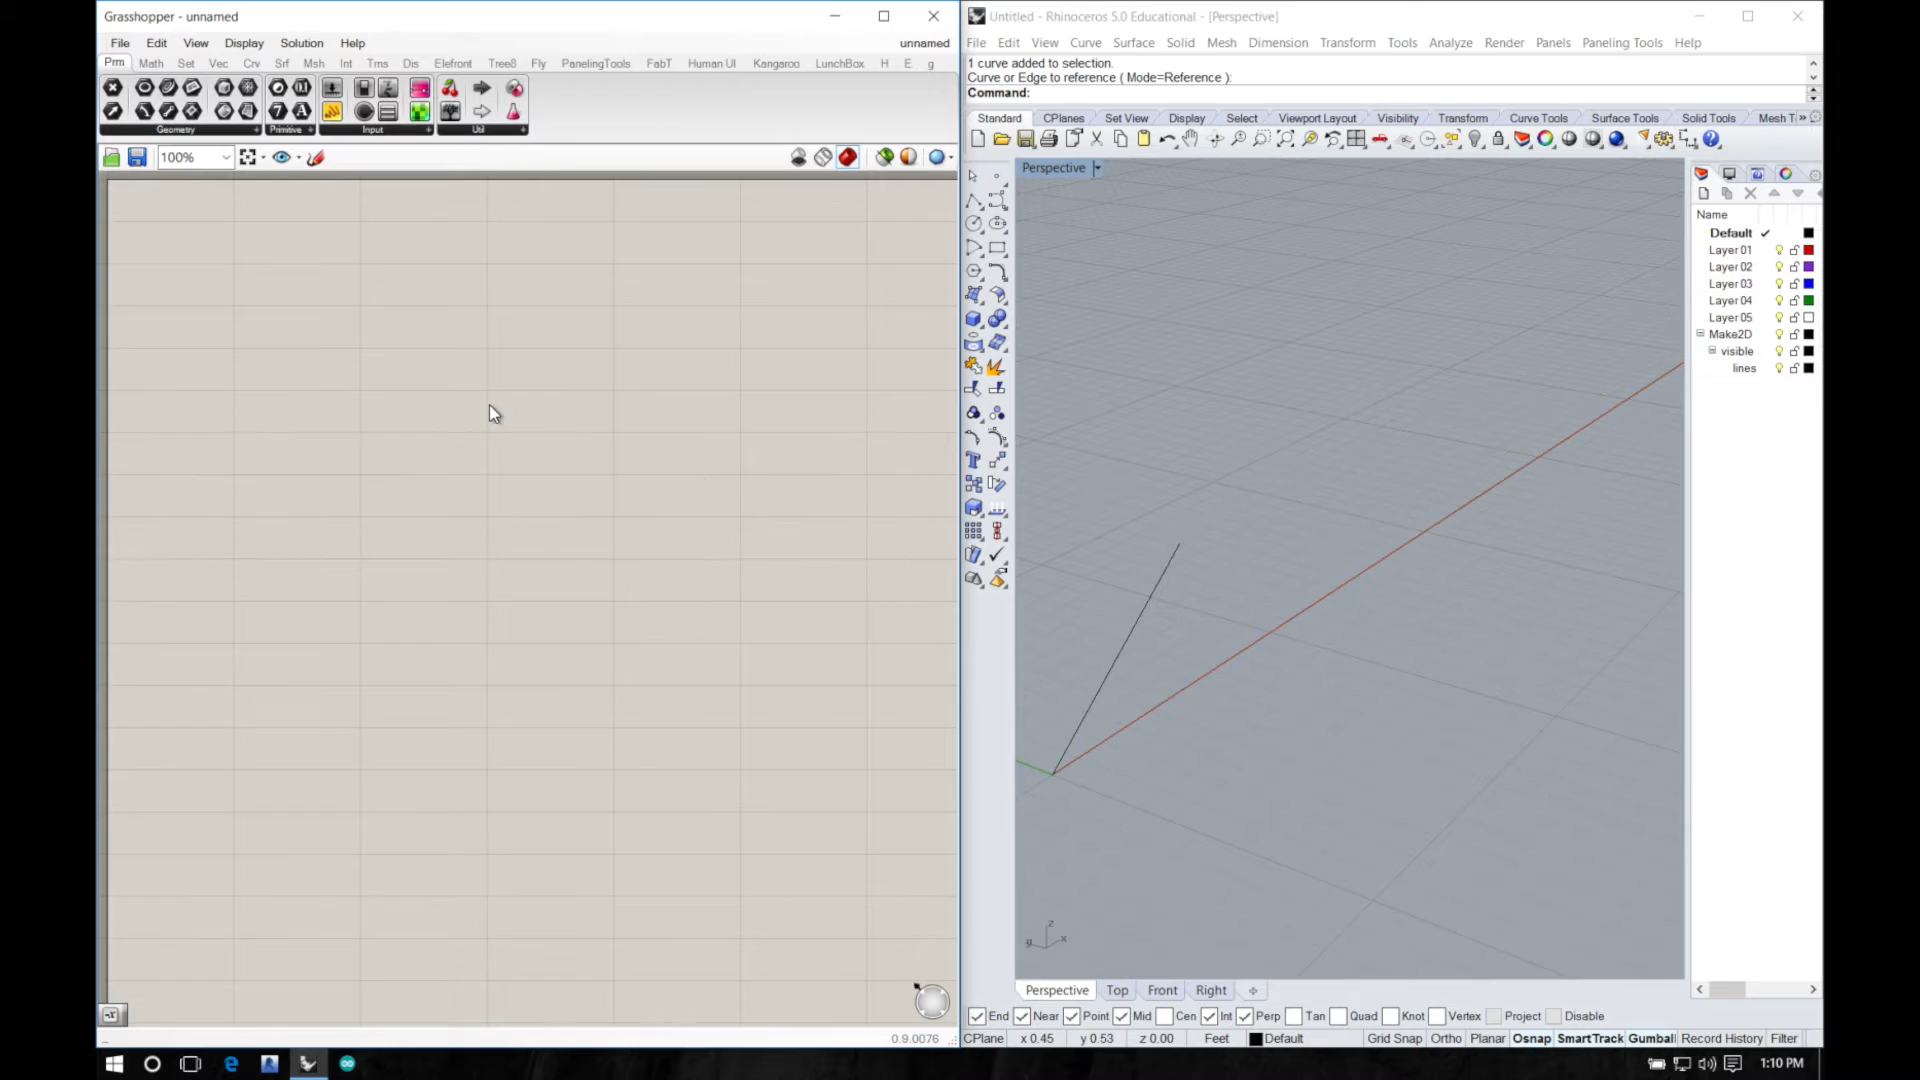 Grasshopper - unnamed
File Edit View Display Solution Help unnamed
Prm Math Set Vec Crv Srf Msh Int Trns Dis Elefront Tree8 Fly PanelingTools FabT Human UI Kangaroo LunchBox H E g
Geometry Primitive Input Util
100%
0.9.0076
Untitled - Rhinoceros 5.0 Educational - [Perspective]
File Edit View Curve Surface Solid Mesh Dimension Transform Tools Analyze Render Panels Paneling Tools Help
1 curve added to selection.
Curve or Edge to reference ( Mode=Reference ):
Command:
Standard CPlanes Set View Display Select Viewport Layout Visibility Transform Curve Tools Surface Tools Solid Tools Mesh T
Perspective
Name
Default
Layer 01
Layer 02
Layer 03
Layer 04
Layer 05
Make2D
visible
lines
z
y x
Perspective Top Front Right
End Near Point Mid Cen Int Perp Tan Quad Knot Vertex Project Disable
CPlane x 0.45 y 0.53 z 0.00 Feet Default Grid Snap Ortho Planar Osnap SmartTrack Gumball Record History Filter
1:10 PM